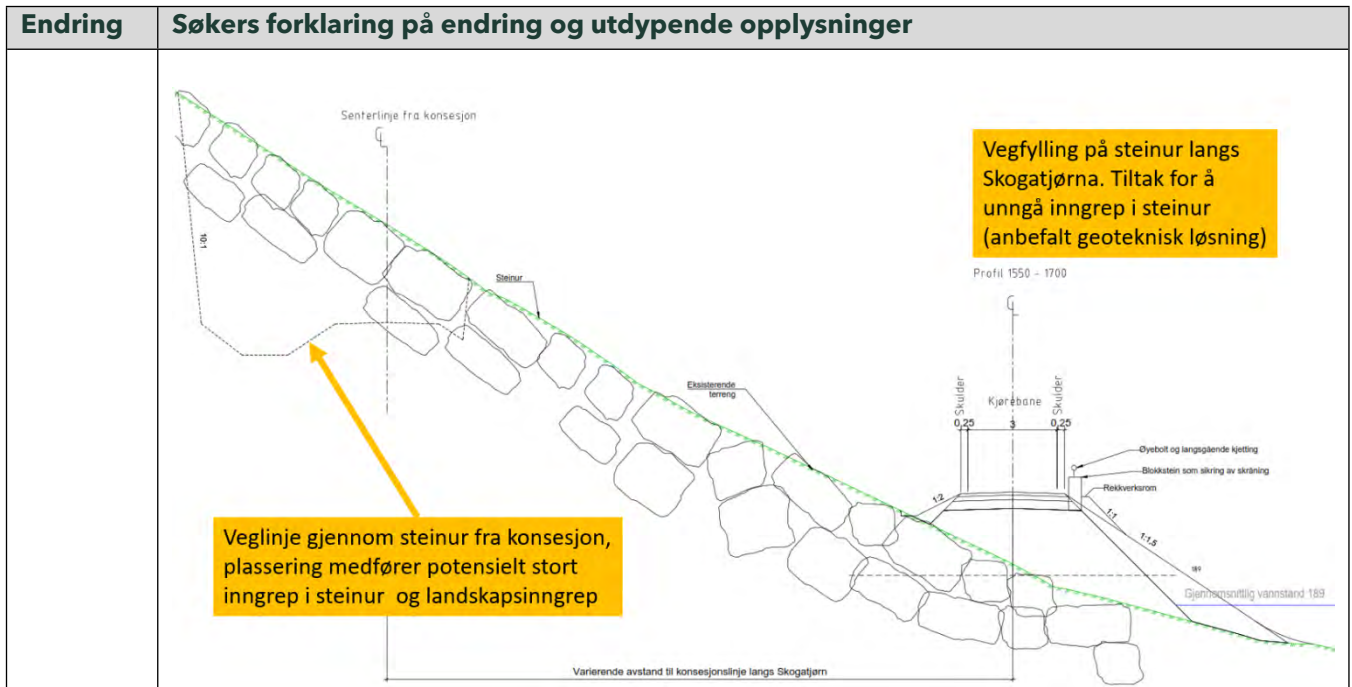 Endring
Søkers forklaring på endring og utdypende opplysninger
Senterlinje fra konsesjon
Vegfylling på steinur langs
Skogatjørna. Tiltak for å
unngå inngrep i steinur
(anbefalt geoteknisk løsning)
10:1
Steinur
Profil 1550 - 1700
Eksisterende
terreng
Skulder
Kjørebane
Skulder
0,25
3
0,25
Øyebolt og langsgående kjetting
Blokkstein som sikring av skråning
Rekkverksrom
1:2
1:1
1:1,5
Veglinje gjennom steinur fra konsesjon,
plassering medfører potensielt stort
inngrep i steinur og landskapsinngrep
189
Gjennomsnittlig vannstand 189
Varierende avstand til konsesjonslinje langs Skogatjørn